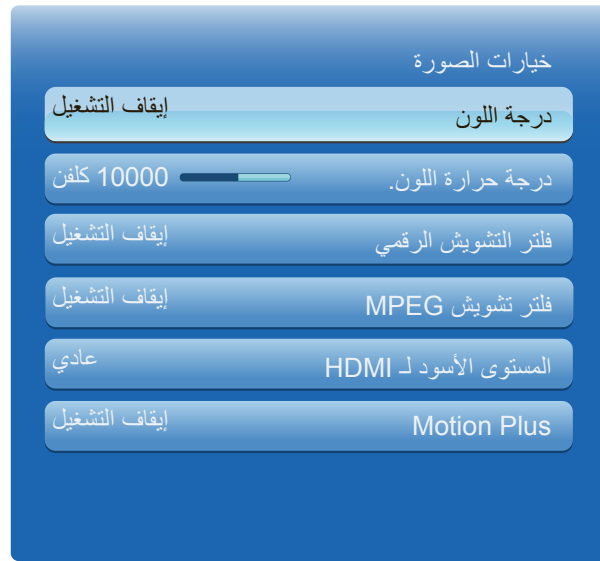 خيارات الصورة
درجة اللون إيقاف التشغيل
درجة حرارة اللون. 10000 كلفن
فلتر التشويش الرقمي إيقاف التشغيل
فلتر تشويش MPEG إيقاف التشغيل
المستوى الأسود لـ HDMI عادي
Motion Plus إيقاف التشغيل